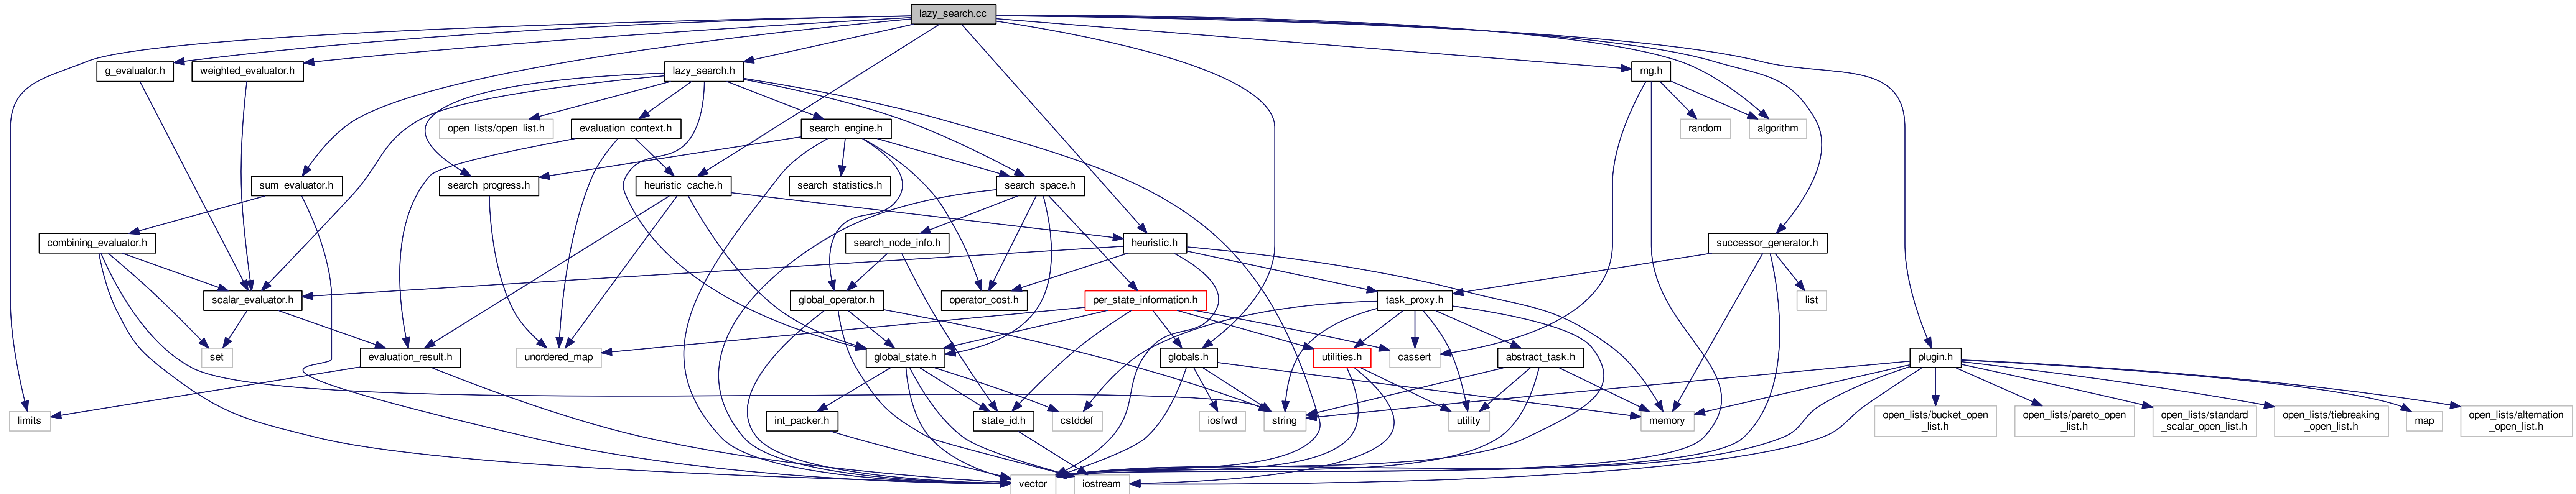 lazy_search.cc
g_evaluator.h
weighted_evaluator.h
lazy_search.h
rng.h
open_lists/open_list.h
evaluation_context.h
search_engine.h
random
algorithm
sum_evaluator.h
search_progress.h
heuristic_cache.h
search_statistics.h
search_space.h
combining_evaluator.h
search_node_info.h
heuristic.h
successor_generator.h
scalar_evaluator.h
global_operator.h
operator_cost.h
per_state_information.h
task_proxy.h
list
set
evaluation_result.h
unordered_map
global_state.h
globals.h
utilities.h
cassert
abstract_task.h
plugin.h
limits
int_packer.h
state_id.h
cstddef
iosfwd
string
utility
memory
open_lists/bucket_open
_list.h
open_lists/pareto_open
_list.h
open_lists/standard
_scalar_open_list.h
open_lists/tiebreaking
_open_list.h
map
open_lists/alternation
_open_list.h
vector
iostream